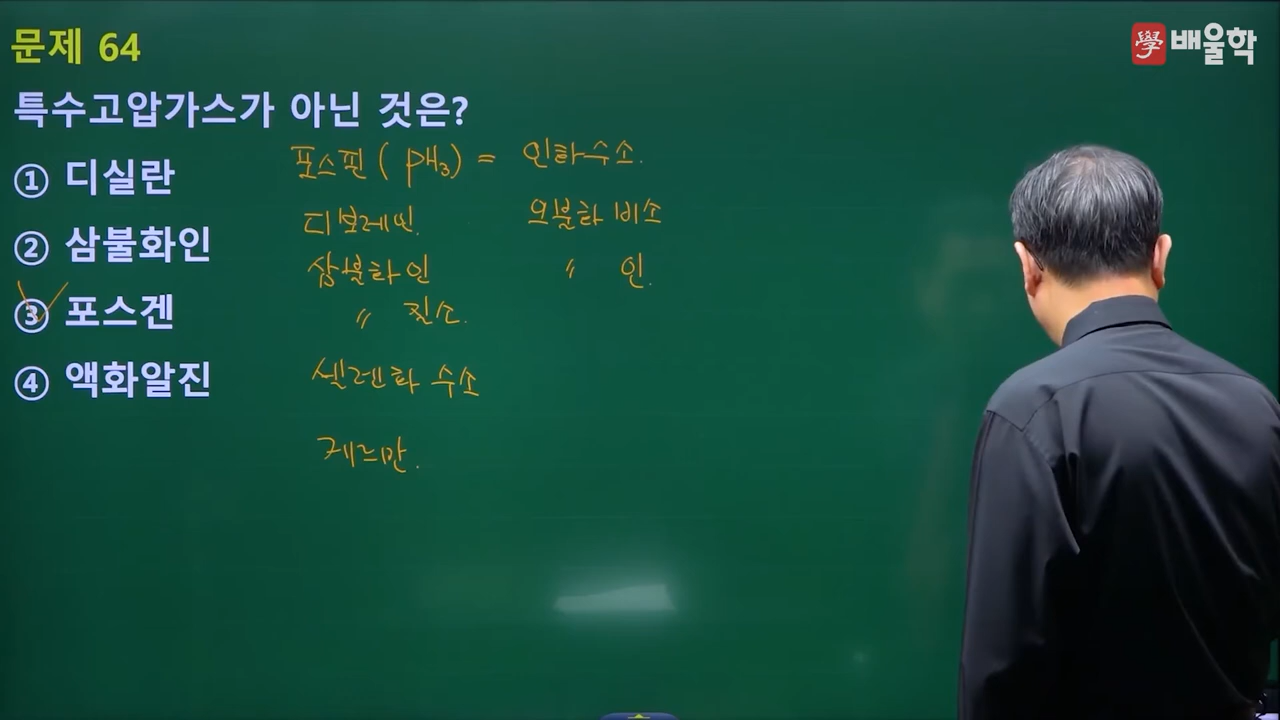 문제 64
學 배울학
특수고압가스가 아닌 것은?
① 디실란
② 삼불화인
③ 포스겐
④ 액화알진
포스핀 ( PH₃ ) = 인화수소.
디보레인. 오불화 비소
삼불화인 〃 인.
〃 질소.
셀렌화 수소
게르만.